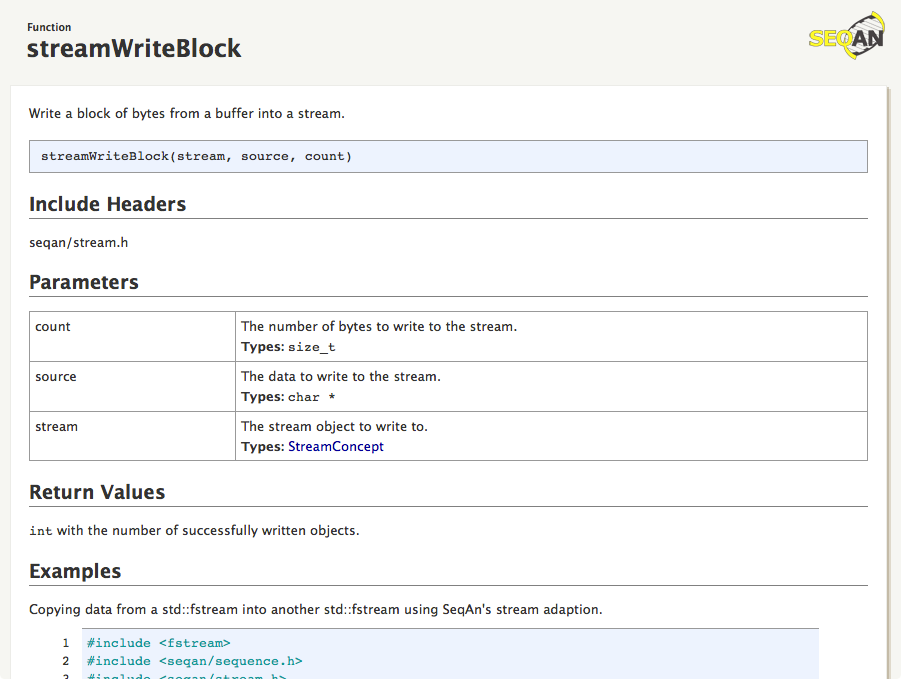 Function
streamWriteBlock
SEQAN
Write a block of bytes from a buffer into a stream.
streamWriteBlock(stream, source, count)
Include Headers
seqan/stream.h
Parameters
count
The number of bytes to write to the stream.
Types: size_t
source
The data to write to the stream.
Types: char *
stream
The stream object to write to.
Types: StreamConcept
Return Values
int with the number of successfully written objects.
Examples
Copying data from a std::fstream into another std::fstream using SeqAn's stream adaption.
1 #include <fstream>
2 #include <seqan/sequence.h>
3 #include <seqan/stream.h>